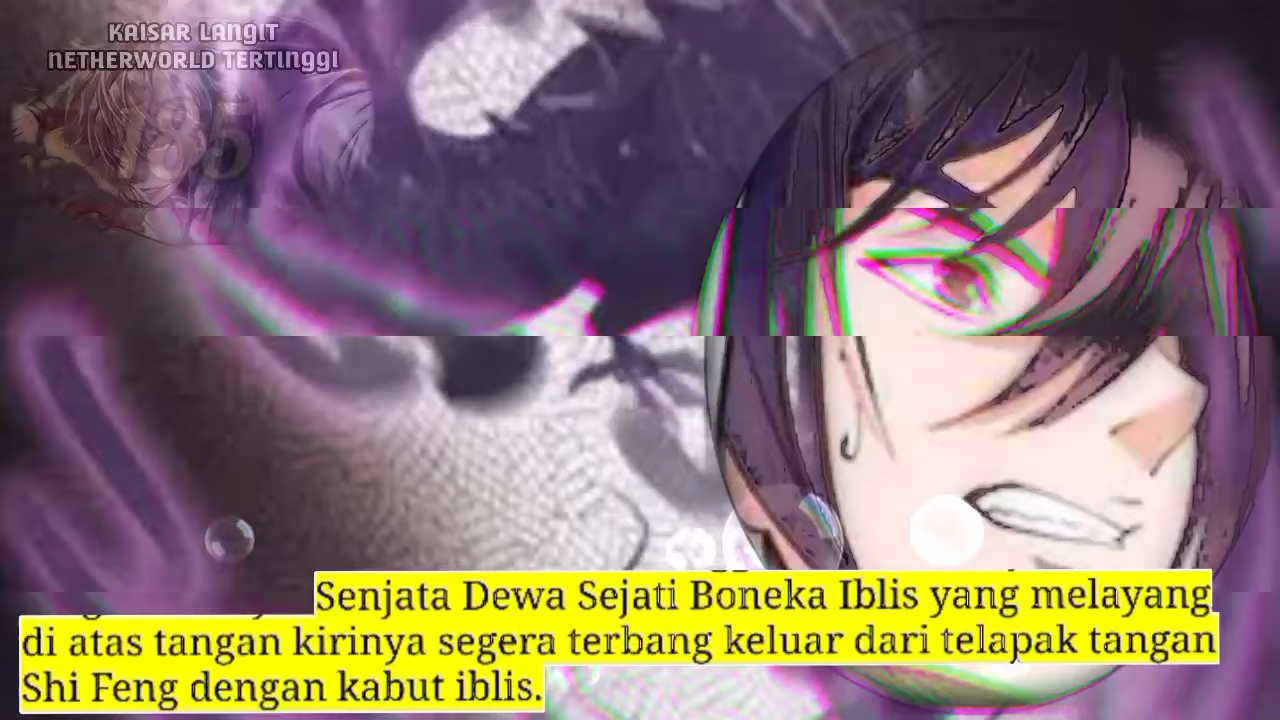 KAISAR LANGIT
NETHERWORLD TERTINGGI
185
Senjata Dewa Sejati Boneka Iblis yang melayang
di atas tangan kirinya segera terbang keluar dari telapak tangan
Shi Feng dengan kabut iblis.